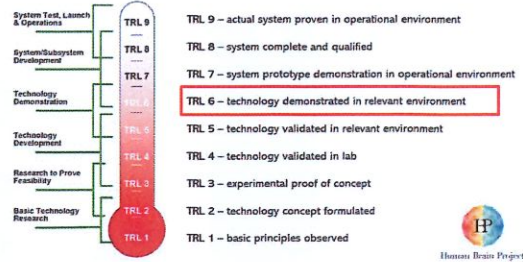 System Test, Launch
& Operations
System/Subsystem
Development
Technology
Demonstration
Technology
Development
Research to Prove
Feasibility
Basic Technology
Research
TRL 9
TRL 8
TRL 7
TRL 6
TRL 5
TRL 4
TRL 3
TRL 2
TRL 1
TRL 9 – actual system proven in operational environment
TRL 8 – system complete and qualified
TRL 7 – system prototype demonstration in operational environment
TRL 6 – technology demonstrated in relevant environment
TRL 5 – technology validated in relevant environment
TRL 4 – technology validated in lab
TRL 3 – experimental proof of concept
TRL 2 – technology concept formulated
TRL 1 – basic principles observed
HP
Human Brain Project